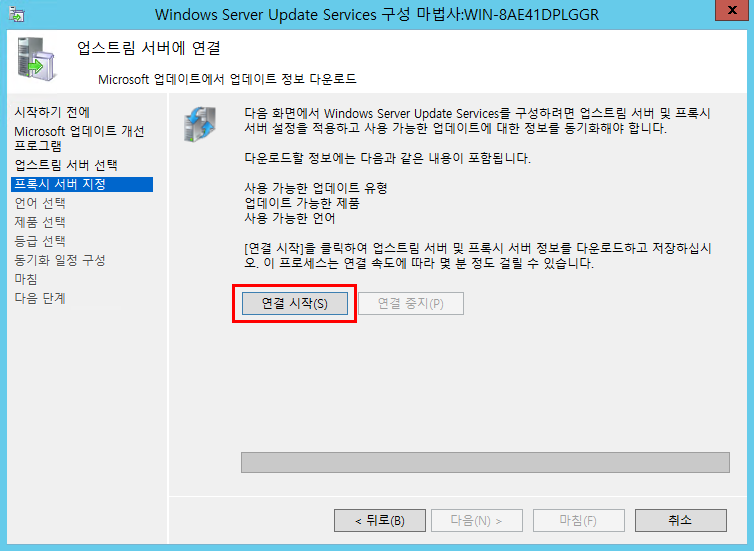 Windows Server Update Services 구성 마법사:WIN-8AE41DPLGGR
x
업스트림 서버에 연결
Microsoft 업데이트에서 업데이트 정보 다운로드
시작하기 전에
Microsoft 업데이트 개선
프로그램
업스트림 서버 선택
프록시 서버 지정
언어 선택
제품 선택
등급 선택
동기화 일정 구성
마침
다음 단계
다음 화면에서 Windows Server Update Services를 구성하려면 업스트림 서버 및 프록시
서버 설정을 적용하고 사용 가능한 업데이트에 대한 정보를 동기화해야 합니다.
다운로드할 정보에는 다음과 같은 내용이 포함됩니다.
사용 가능한 업데이트 유형
업데이트 가능한 제품
사용 가능한 언어
[연결 시작]을 클릭하여 업스트림 서버 및 프록시 서버 정보를 다운로드하고 저장하십시
오. 이 프로세스는 연결 속도에 따라 몇 분 정도 걸릴 수 있습니다.
연결 시작(S)
연결 중지(P)
< 뒤로(B)
다음(N) >
마침(F)
취소